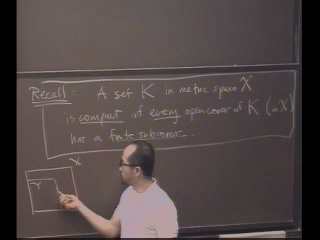 Recall: A set K in metric space X
is compact if every open cover of K (in X)
has a finite subcover.
X
Y